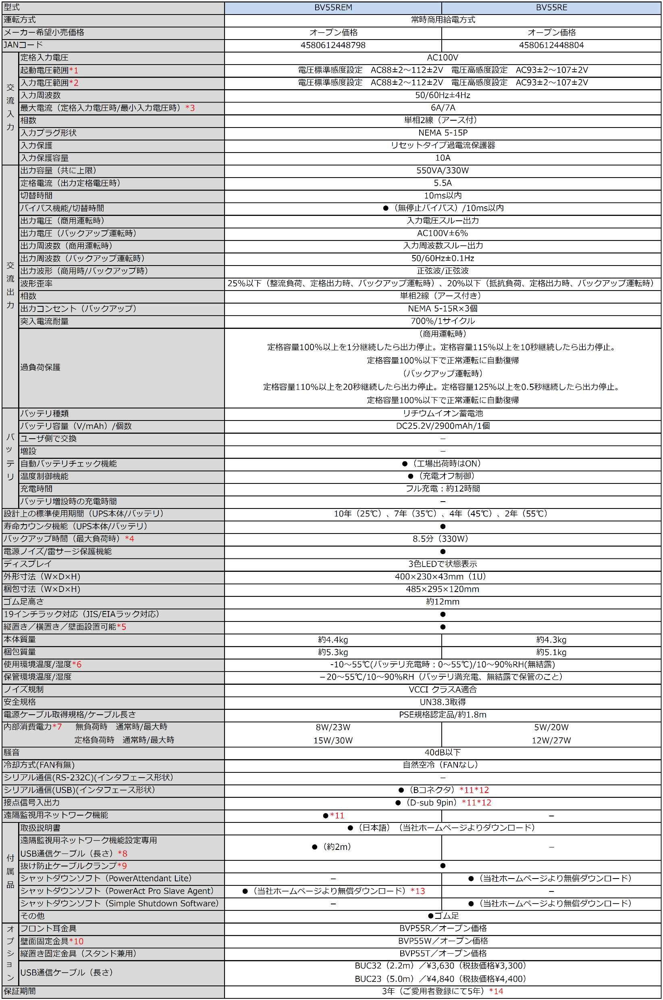 型式 BV55REM BV55RE
運転方式 常時商用給電方式
メーカー希望小売価格 オープン価格 オープン価格
JANコード 4580612448798 4580612448804
交流入力
定格入力電圧 AC100V
起動電圧範囲*1 電圧標準感度設定　AC88±2～112±2V　電圧高感度設定　AC93±2～107±2V
入力電圧範囲*2 電圧標準感度設定　AC88±2～112±2V　電圧高感度設定　AC93±2～107±2V
入力周波数 50/60Hz±4Hz
最大電流（定格入力電圧時/最小入力電圧時）*3 6A/7A
相数 単相2線（アース付）
入力プラグ形状 NEMA 5-15P
入力保護 リセットタイプ過電流保護器
入力保護容量 10A
交流出力
出力容量（共に上限） 550VA/330W
定格電流（出力定格電圧時） 5.5A
切替時間 10ms以内
バイパス機能/切替時間 ●（無停止バイパス）/10ms以内
出力電圧（商用運転時） 入力電圧スルー出力
出力電圧（バックアップ運転時） AC100V±6%
出力周波数（商用運転時） 入力周波数スルー出力
出力周波数（バックアップ運転時） 50/60Hz±0.1Hz
出力波形（商用時/バックアップ時） 正弦波/正弦波
波形歪率 25%以下（整流負荷、定格出力時、バックアップ運転時）、20%以下（抵抗負荷、定格出力時、バックアップ運転時）
相数 単相2線（アース付き）
出力コンセント（バックアップ） NEMA 5-15R×3個
突入電流耐量 700%/1サイクル
過負荷保護
（商用運転時）
定格容量100%以上を1分継続したら出力停止。定格容量115%以上を10秒継続したら出力停止。
定格容量100%以下で正常運転に自動復帰
（バックアップ運転時）
定格容量110%以上を20秒継続したら出力停止。定格容量125%以上を0.5秒継続したら出力停止。
定格容量100%以下で正常運転に自動復帰
バッテリ
バッテリ種類 リチウムイオン蓄電池
バッテリ容量（V/mAh）/個数 DC25.2V/2900mAh/1個
ユーザ側で交換 －
増設 －
自動バッテリチェック機能 ●（工場出荷時はON）
温度制御機能 ●（充電オフ制御）
充電時間 フル充電：約12時間
バッテリ増設時の充電時間 －
設計上の標準使用期間（UPS本体/バッテリ） 10年（25℃）、7年（35℃）、4年（45℃）、2年（55℃）
寿命カウンタ機能（UPS本体/バッテリ） ●
バックアップ時間（最大負荷時）*4 8.5分（330W）
電源ノイズ/雷サージ保護機能 ●
ディスプレイ 3色LEDで状態表示
外形寸法（W×D×H) 400×230×43mm（1U）
梱包寸法（W×D×H) 485×295×120mm
ゴム足高さ 約12mm
19インチラック対応（JIS/EIAラック対応） ●
縦置き／横置き／壁面設置可能*5 ●
本体質量 約4.4kg 約4.3kg
梱包質量 約5.3kg 約5.1kg
使用環境温度/湿度*6 -10～55℃(バッテリ充電時：0～55℃)/10～90%RH(無結露)
保管環境温度/湿度 －20～55℃/10～90%RH（バッテリ満充電、無結露で保管のこと）
ノイズ規制 VCCI クラスA適合
安全規格 UN38.3取得
電源ケーブル取得規格/ケーブル長さ PSE規格認定品/約1.8m
内部消費電力*7　無負荷時　通常時/最大時 8W/23W 5W/20W
定格負荷時　通常時/最大時 15W/30W 12W/27W
騒音 40dB以下
冷却方式(FAN有無) 自然空冷（FANなし）
シリアル通信(RS-232C)(インタフェース形状） －
シリアル通信(USB)(インタフェース形状） ●（Bコネクタ）*11*12
接点信号入出力 ●（D-sub 9pin）*11*12
遠隔監視用ネットワーク機能 ●*11 －
付属品
取扱説明書 ●（日本語）（当社ホームページよりダウンロード）
遠隔監視用ネットワーク機能設定専用
USB通信ケーブル（長さ）*8 ●（約2m） －
抜け防止ケーブルクランプ*9 ●
シャットダウンソフト（PowerAttendant Lite） － ●（当社ホームページより無償ダウンロード）
シャットダウンソフト（PowerAct Pro Slave Agent） ●（当社ホームページより無償ダウンロード）*13 －
シャットダウンソフト（Simple Shutdown Software） － ●（当社ホームページより無償ダウンロード）
その他 ●ゴム足
オプション
フロント耳金具 BVP55R／オープン価格
壁面固定金具*10 BVP55W／オープン価格
縦置き固定金具（スタンド兼用） BVP55T／オープン価格
USB通信ケーブル（長さ）
BUC32（2.2m）／¥3,630（税抜価格¥3,300）
BUC23（5.0m）／¥4,840（税抜価格¥4,400）
保証期間 3年（ご愛用者登録にて5年）*14